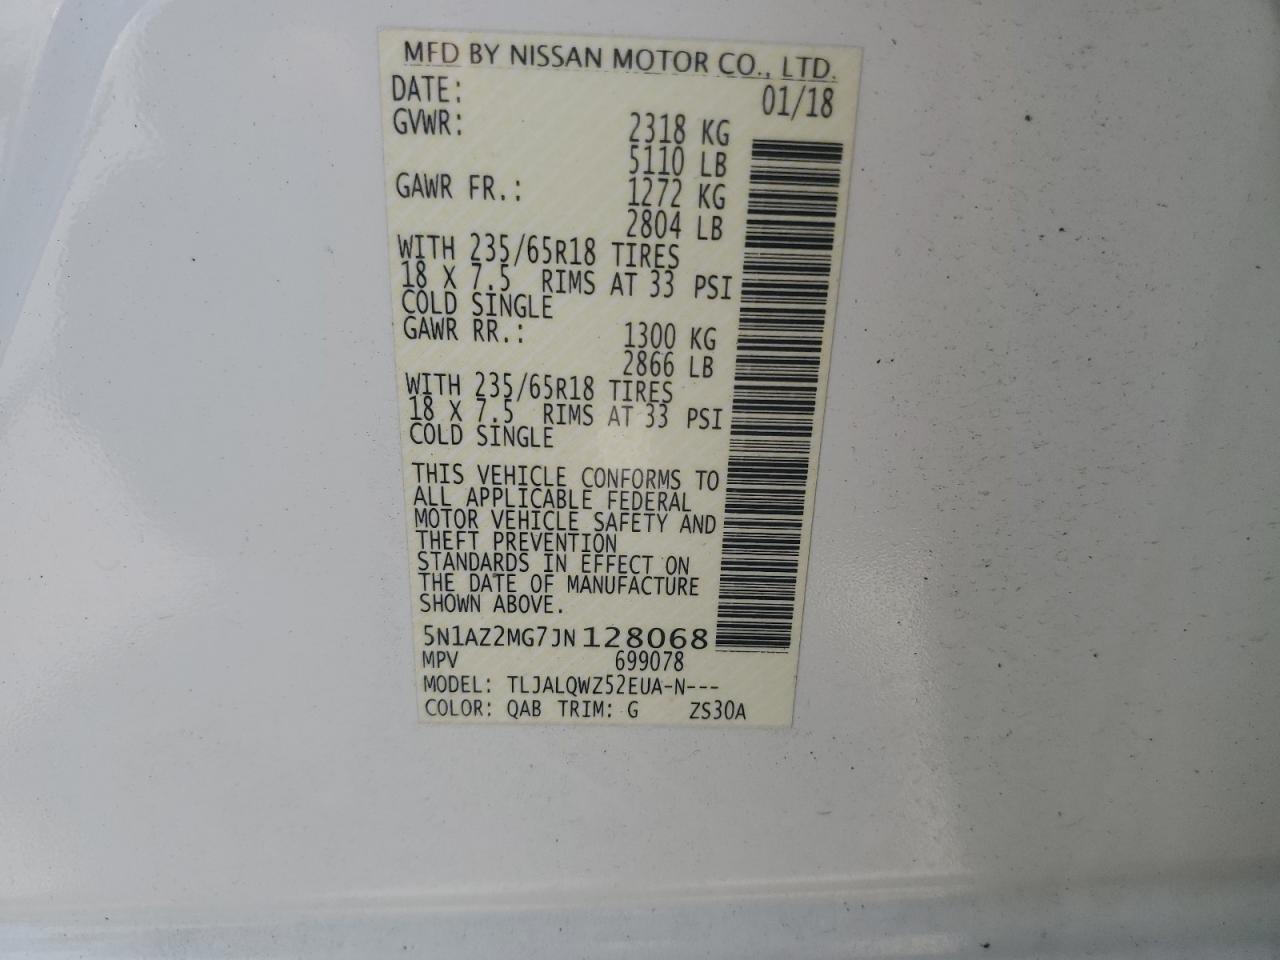 MFD BY NISSAN MOTOR CO., LTD.
DATE: 01/18
GVWR: 2318 KG
5110 LB
GAWR FR.: 1272 KG
2804 LB
WITH 235/65R18 TIRES
18 X 7.5 RIMS AT 33 PSI
COLD SINGLE
GAWR RR.: 1300 KG
2866 LB
WITH 235/65R18 TIRES
18 X 7.5 RIMS AT 33 PSI
COLD SINGLE
THIS VEHICLE CONFORMS TO
ALL APPLICABLE FEDERAL
MOTOR VEHICLE SAFETY AND
THEFT PREVENTION
STANDARDS IN EFFECT ON
THE DATE OF MANUFACTURE
SHOWN ABOVE.
5N1AZ2MG7JN128068
MPV 699078
MODEL: TLJALQWZ52EUA-N---
COLOR: QAB TRIM: G ZS30A